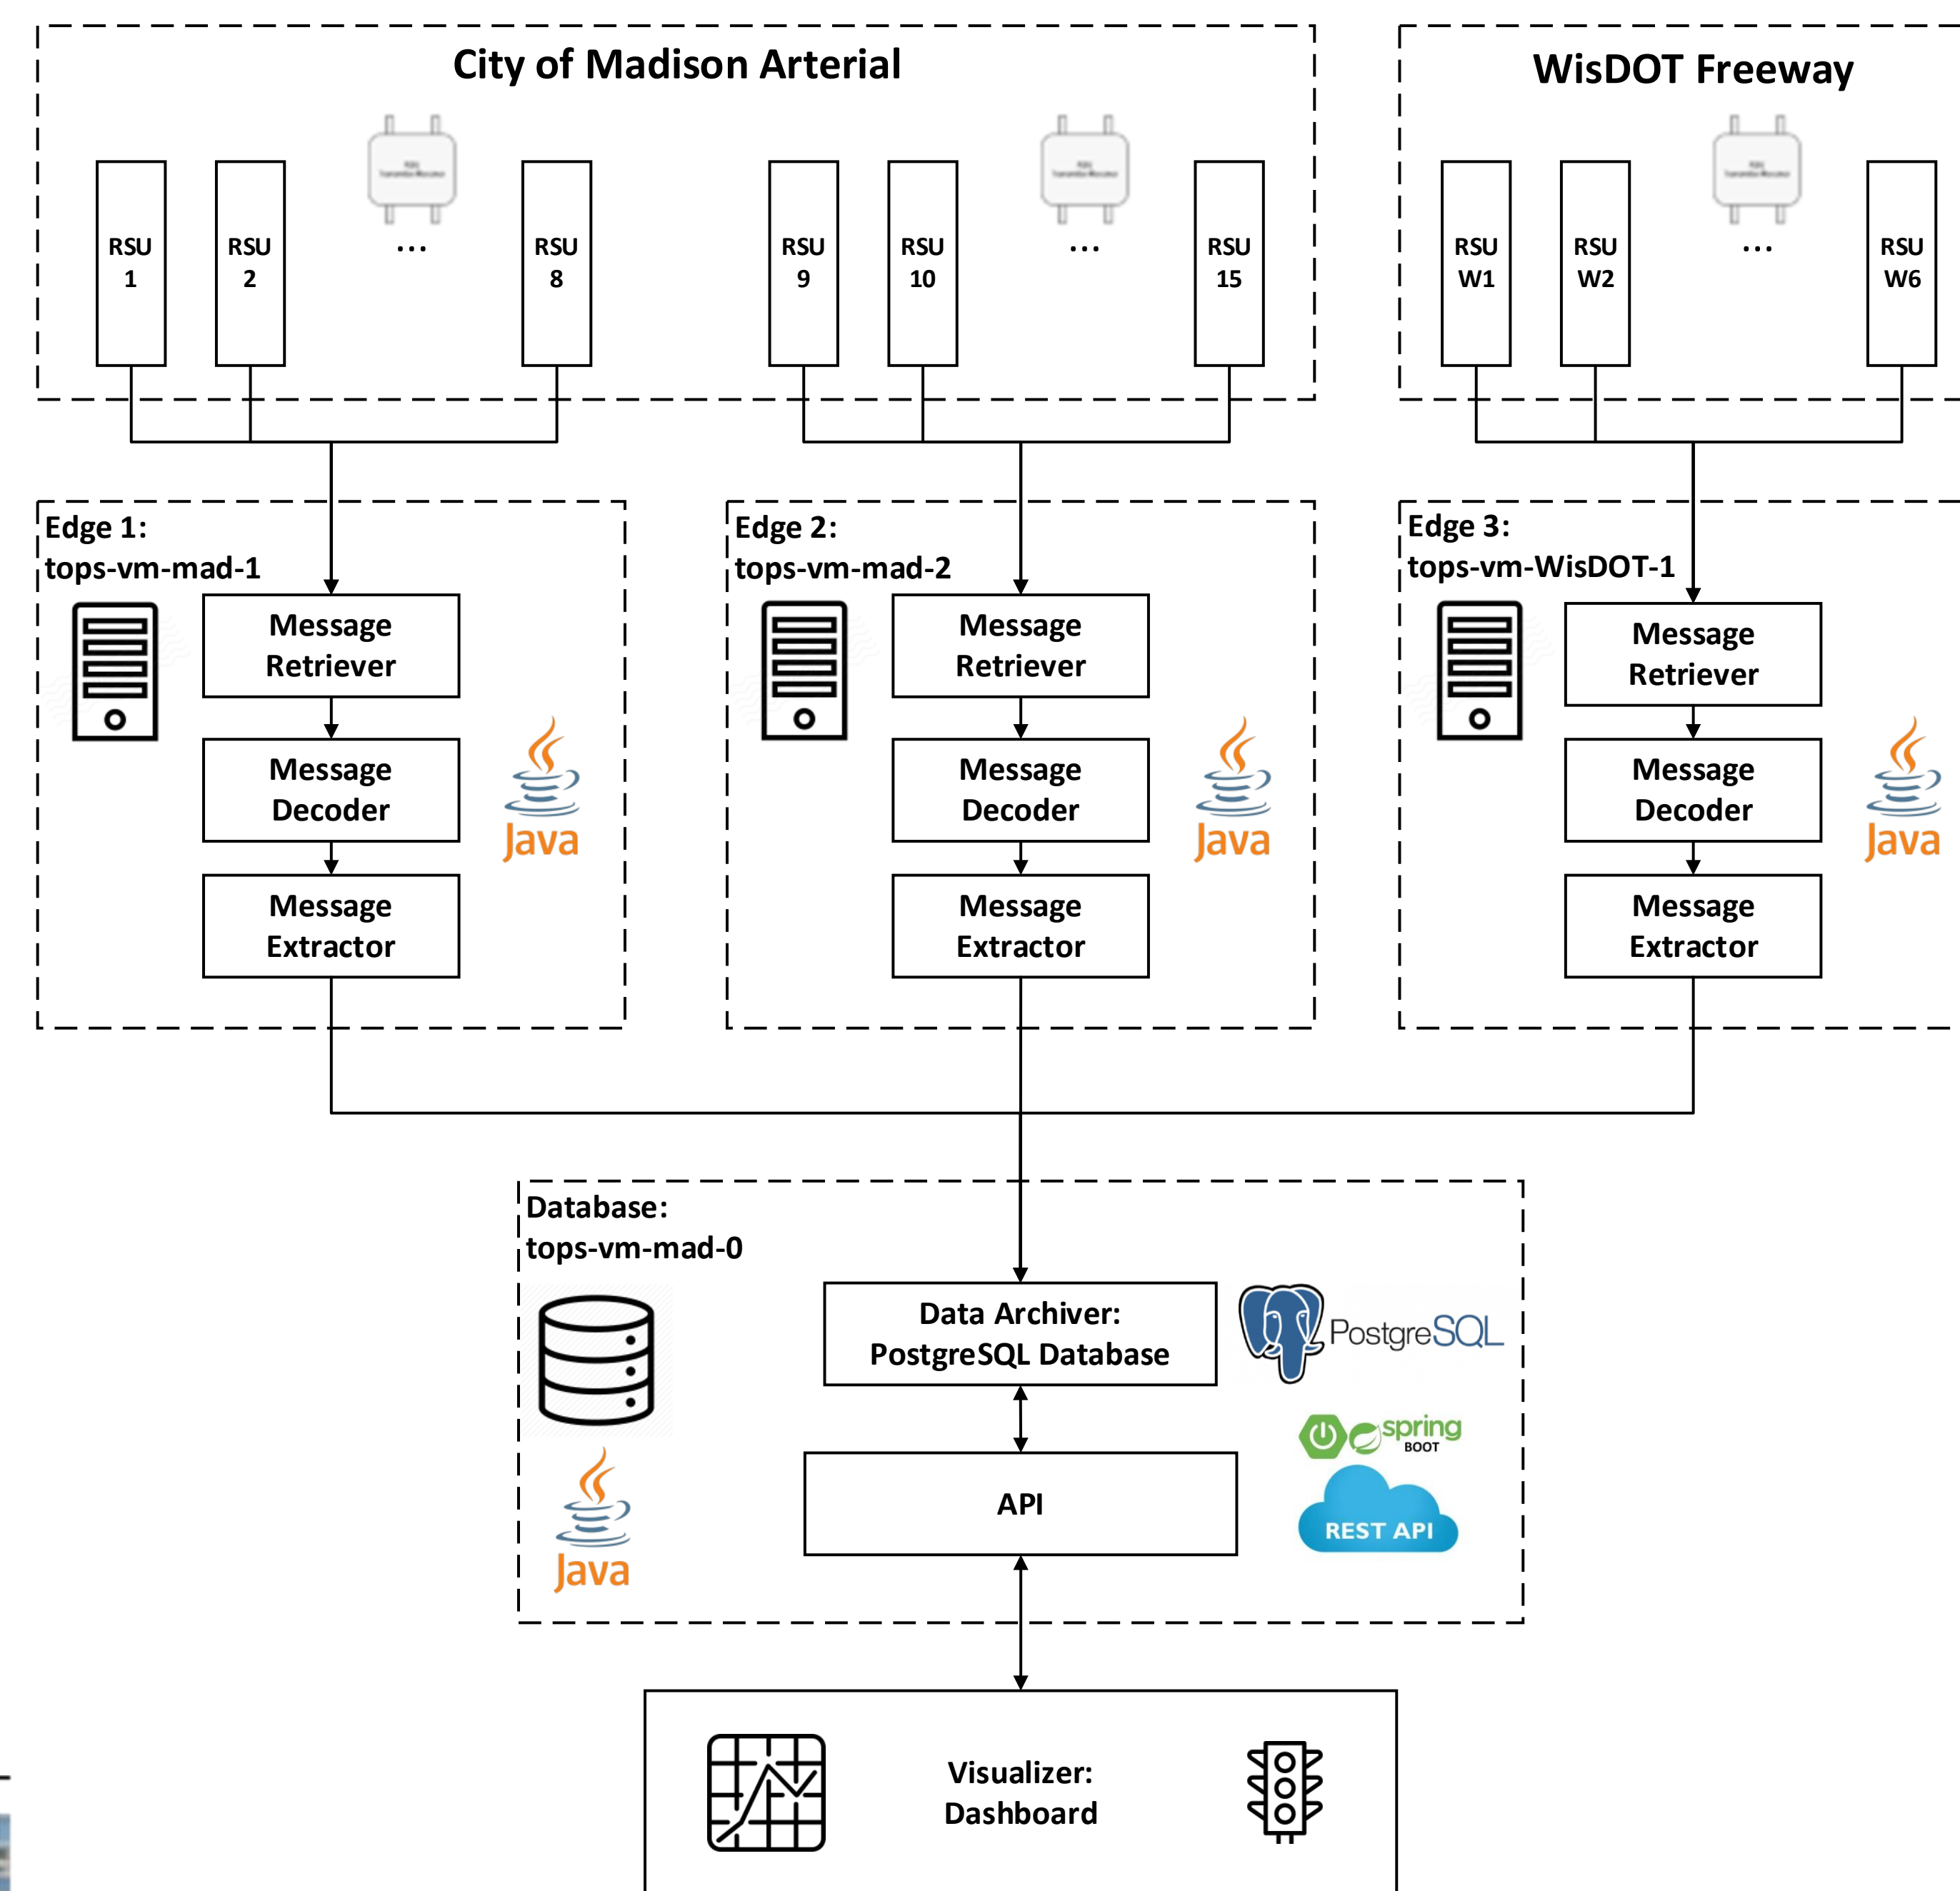 City of Madison Arterial
WisDOT Freeway
RSU
1
RSU
2
...
RSU
8
RSU
9
RSU
10
...
RSU
15
RSU
W1
RSU
W2
...
RSU
W6
Edge 1:
tops-vm-mad-1
Message
Retriever
Message
Decoder
Java
Message
Extractor
Edge 2:
tops-vm-mad-2
Message
Retriever
Message
Decoder
Java
Message
Extractor
Edge 3:
tops-vm-WisDOT-1
Message
Retriever
Message
Decoder
Java
Message
Extractor
Database:
tops-vm-mad-0
Data Archiver:
PostgreSQL Database
PostgreSQL
spring
BOOT
API
REST API
Java
Visualizer:
Dashboard